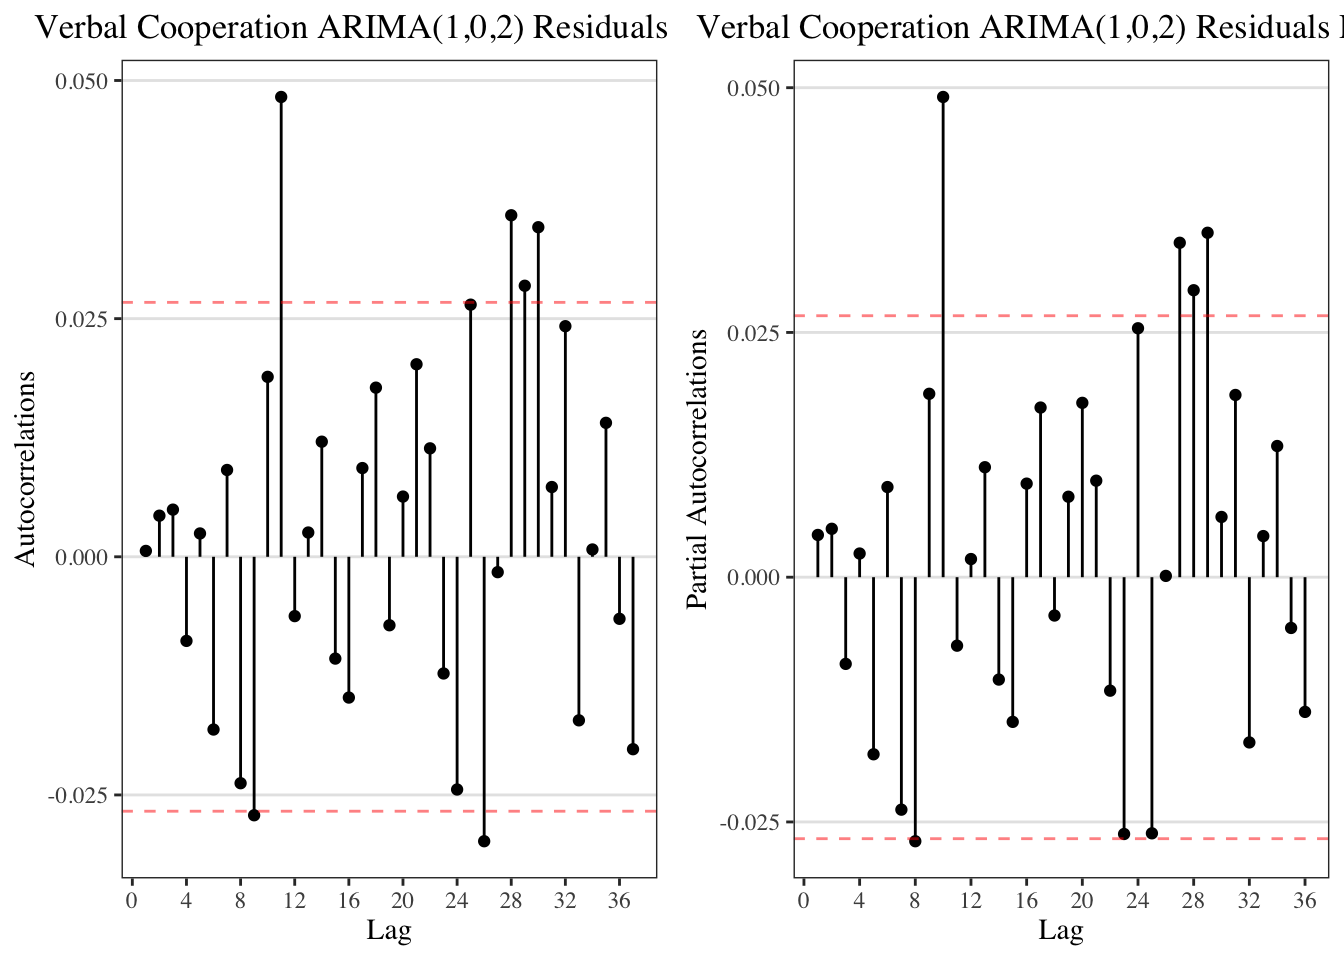 Verbal Cooperation ARIMA(1,0,2) Residuals
Verbal Cooperation ARIMA(1,0,2) Residuals
Autocorrelations
0.050
0.025
0.000
-0.025
0 4 8 12 16 20 24 28 32 36
Lag
Partial Autocorrelations
0.050
0.025
0.000
-0.025
0 4 8 12 16 20 24 28 32 36
Lag